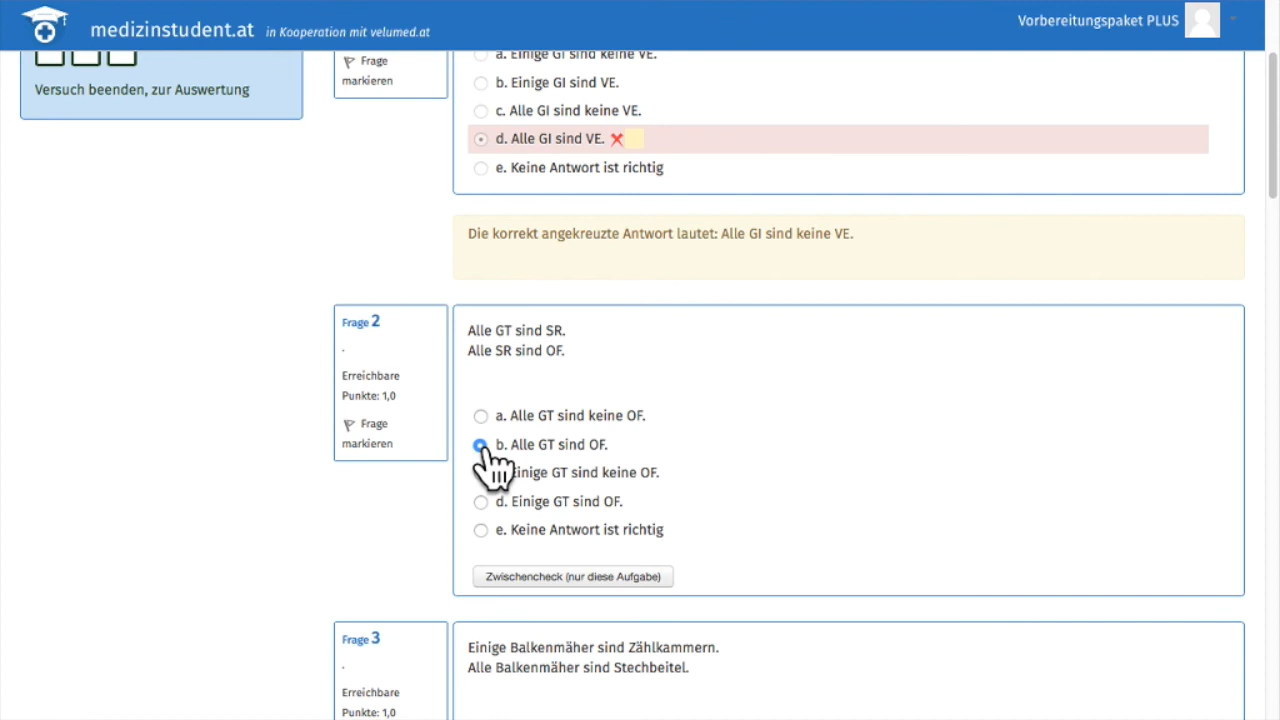 medizinstudent.at in Kooperation mit velumed.at
Vorbereitungspaket PLUS
Versuch beenden, zur Auswertung
Frage
markieren
a. Einige GI sind keine VE.
b. Einige GI sind VE.
c. Alle GI sind keine VE.
d. Alle GI sind VE.
e. Keine Antwort ist richtig
Die korrekt angekreuzte Antwort lautet: Alle GI sind keine VE.
Frage 2
.
Erreichbare
Punkte: 1,0
Frage
markieren
Alle GT sind SR.
Alle SR sind OF.
a. Alle GT sind keine OF.
b. Alle GT sind OF.
Einige GT sind keine OF.
d. Einige GT sind OF.
e. Keine Antwort ist richtig
Zwischencheck (nur diese Aufgabe)
Frage 3
.
Erreichbare
Punkte: 1,0
Einige Balkenmäher sind Zählkammern.
Alle Balkenmäher sind Stechbeitel.